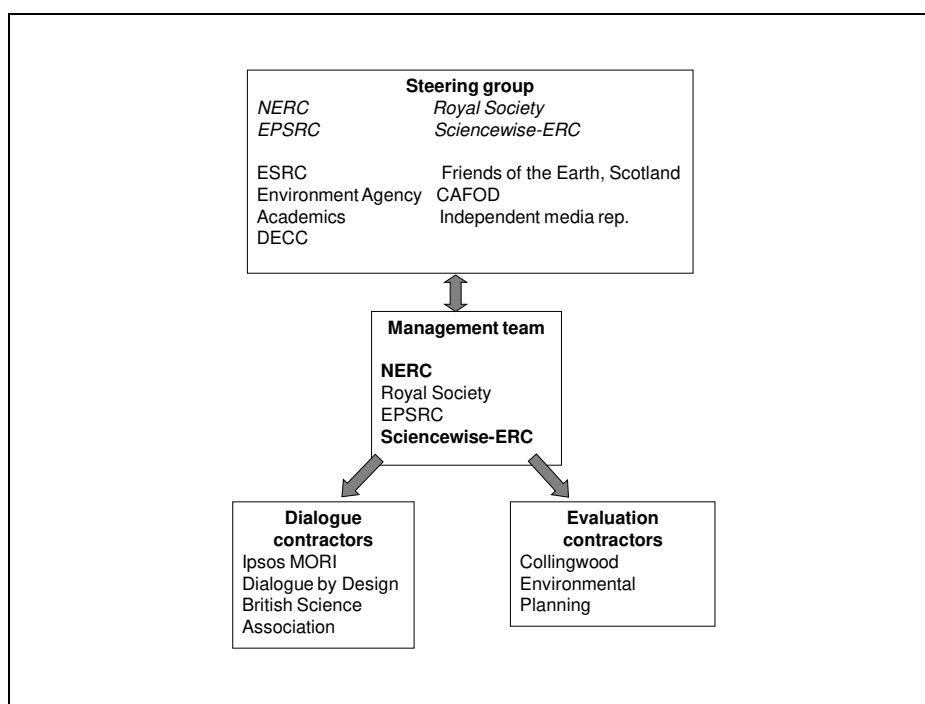 Steering group
NERC Royal Society
EPSRC Sciencewise-ERC
ESRC Friends of the Earth, Scotland
Environment Agency CAFOD
Academics Independent media rep.
DECC
Management team
NERC
Royal Society
EPSRC
Sciencewise-ERC
Dialogue
contractors
Ipsos MORI
Dialogue by Design
British Science
Association
Evaluation
contractors
Collingwood
Environmental
Planning